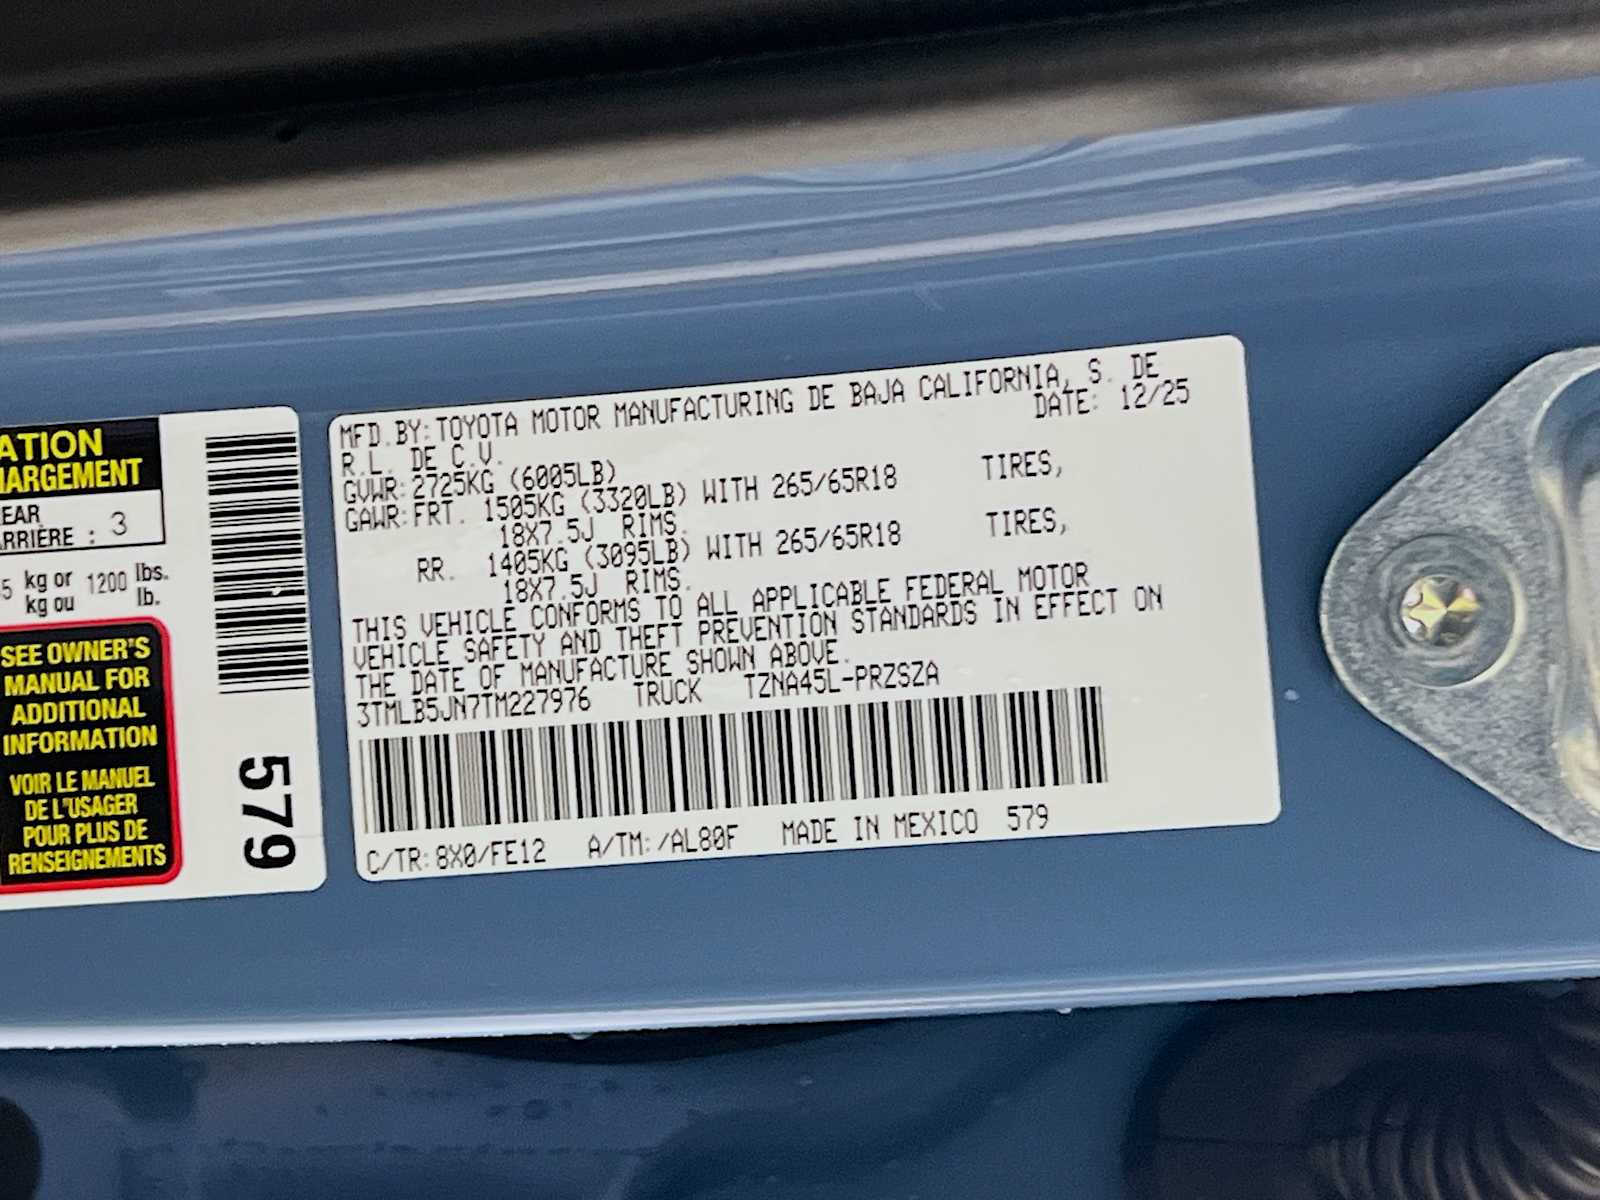 ATION
HARGEMENT
EAR
ARRIÈRE : 3
5 kg or 1200 lbs.
kg ou lb.
SEE OWNER'S
MANUAL FOR
ADDITIONAL
INFORMATION
VOIR LE MANUEL
DE L'USAGER
POUR PLUS DE
RENSEIGNEMENTS
579
MFD.BY:TOYOTA MOTOR MANUFACTURING DE BAJA CALIFORNIA, S. DE
R.L. DE C.V. DATE: 12/25
GVWR:2725KG (6005LB)
GAWR:FRT. 1505KG (3320LB) WITH 265/65R18 TIRES,
18X7.5J RIMS.
RR. 1405KG (3095LB) WITH 265/65R18 TIRES,
18X7.5J RIMS.
THIS VEHICLE CONFORMS TO ALL APPLICABLE FEDERAL MOTOR
VEHICLE SAFETY AND THEFT PREVENTION STANDARDS IN EFFECT ON
THE DATE OF MANUFACTURE SHOWN ABOVE.
3TMLB5JN7TM227976 TRUCK TZNA45L-PRZSZA
C/TR:8X0/FE12 A/TM:/AL80F MADE IN MEXICO 579